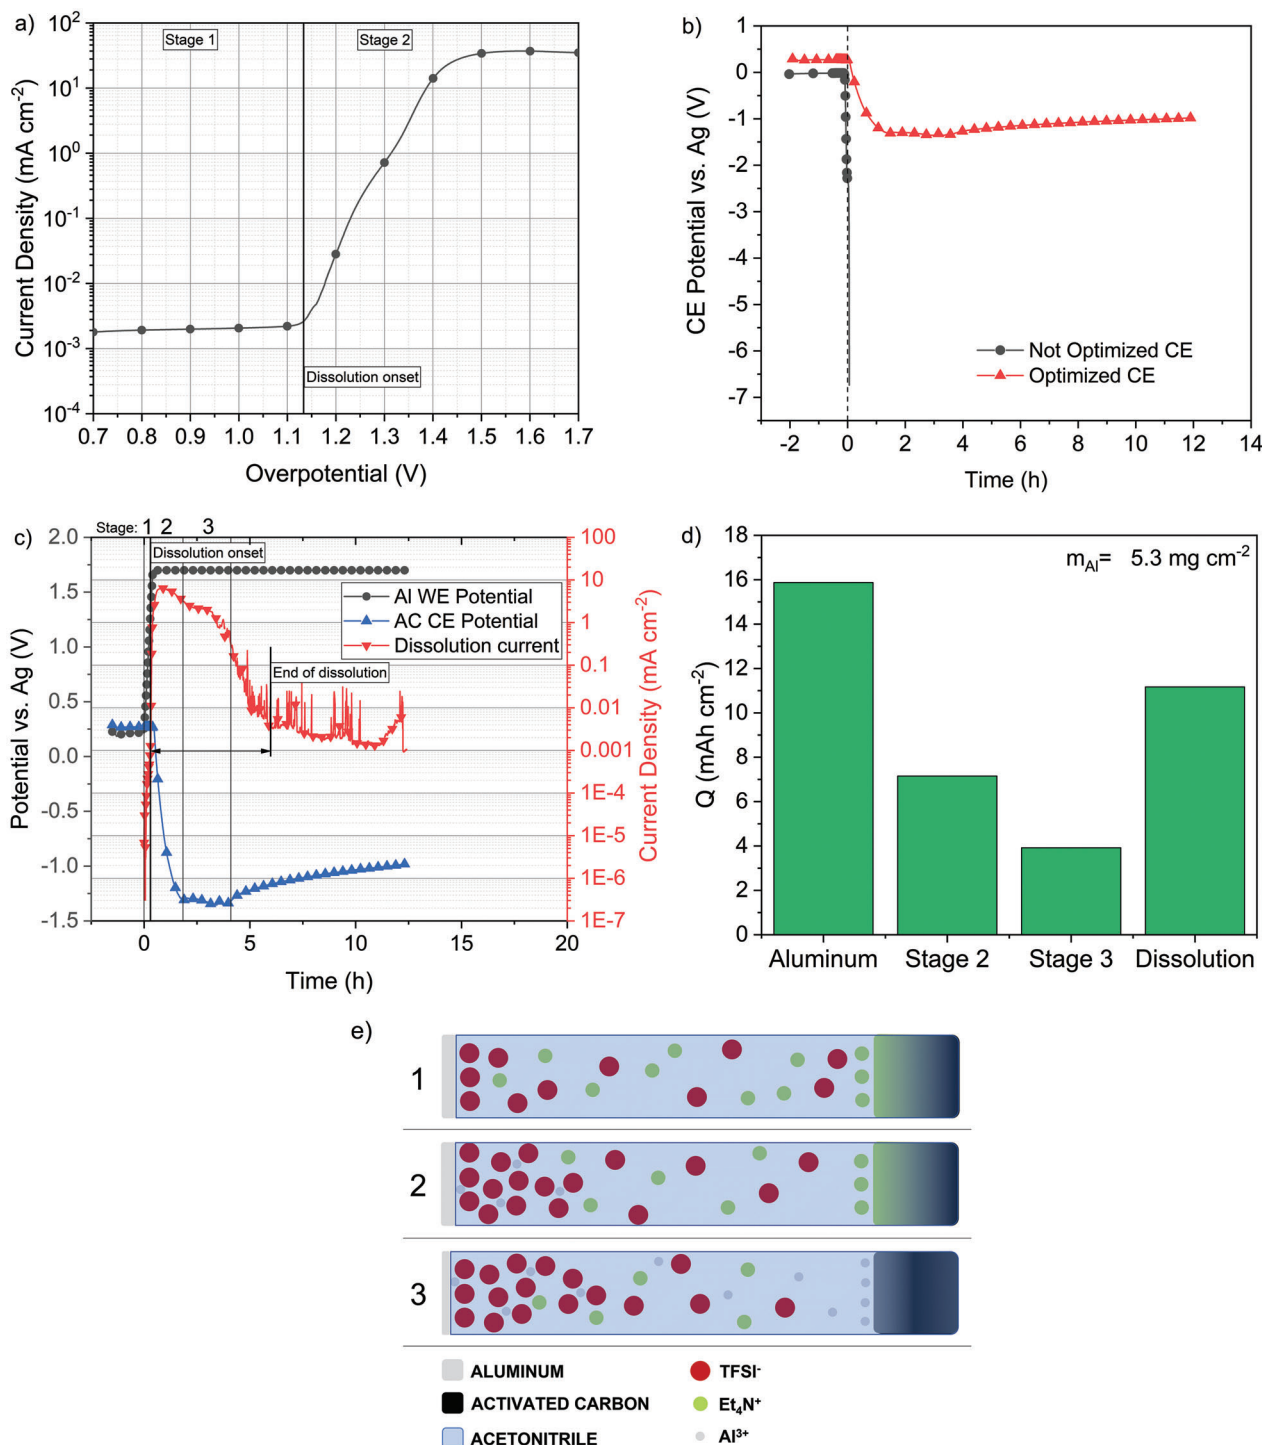 a)
Stage 1
Stage 2
10²
10¹
10⁰
10⁻¹
10⁻²
10⁻³
10⁻⁴
Current Density (mA cm⁻²)
Dissolution onset
0.7 0.8 0.9 1.0 1.1 1.2 1.3 1.4 1.5 1.6 1.7
Overpotential (V)
b)
1
0
-1
-2
-3
-4
-5
-6
-7
CE Potential vs. Ag (V)
Not Optimized CE
Optimized CE
-2 0 2 4 6 8 10 12 14
Time (h)
c)
Stage: 1 2 3
Dissolution onset
2.0
1.5
1.0
0.5
0.0
-0.5
-1.0
-1.5
Potential vs. Ag (V)
Al WE Potential
AC CE Potential
Dissolution current
End of dissolution
100
10
1
0.1
0.01
0.001
1E-4
1E-5
1E-6
1E-7
Current Density (mA cm⁻²)
0 5 10 15 20
Time (h)
d)
m_Al= 5.3 mg cm⁻²
18
16
14
12
10
8
6
4
2
0
Q (mAh cm⁻²)
Aluminum Stage 2 Stage 3 Dissolution
e)
1
2
3
ALUMINUM
TFSI⁻
ACTIVATED CARBON
Et₄N⁺
ACETONITRILE
Al³⁺